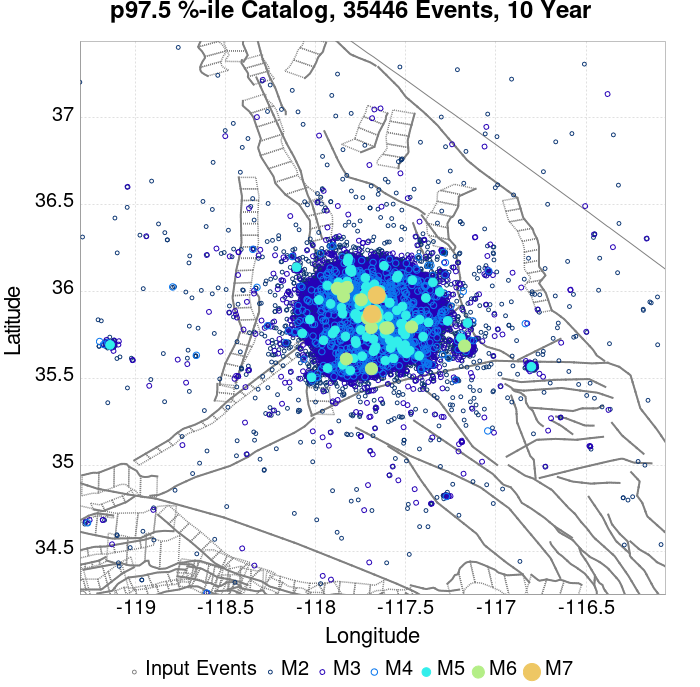 p97.5 %-ile Catalog, 35446 Events, 10 Year
37
36.5
36
35.5
35
34.5
Latitude
-119
-118.5
-118
-117.5
-117
-116.5
Longitude
Input Events
M2
M3
M4
M5
M6
M7